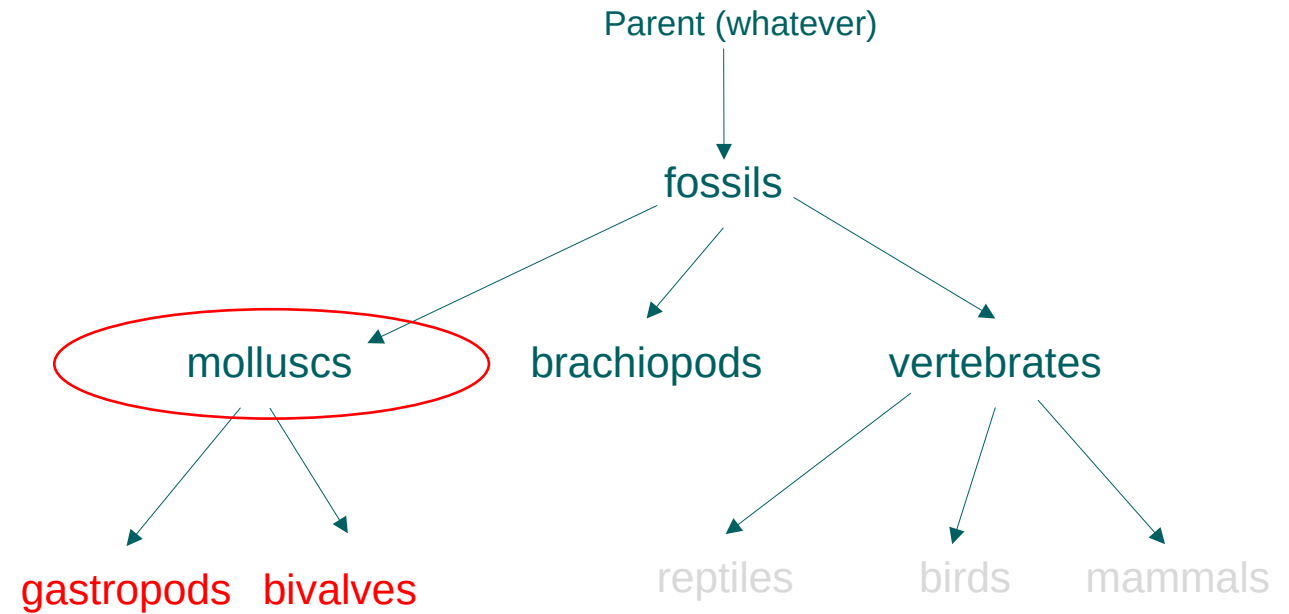 Parent (whatever)
fossils
molluscs
brachiopods
vertebrates
gastropods
bivalves
reptiles
birds
mammals